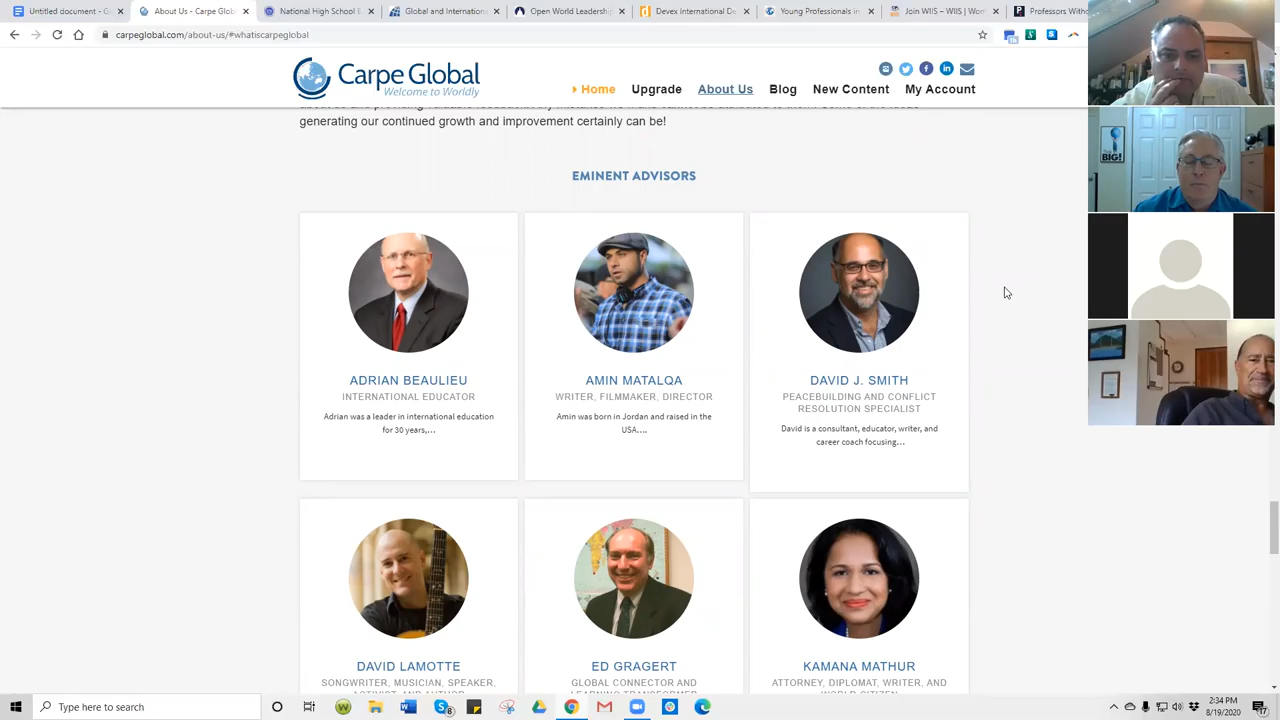 Untitled document - G
About Us - Carpe Glob
National High School E
Global and Internation
Open World Leadershi
Devex International De
Young Professionals in
Join WIIS – WIIS | Wo
Professors With
carpeglobal.com/about-us/#whatiscarpeglobal
Carpe Global
Welcome to Worldly
Home
Upgrade
About Us
Blog
New Content
My Account
generating our continued growth and improvement certainly can be!
EMINENT ADVISORS
BIG!
ADRIAN BEAULIEU
INTERNATIONAL EDUCATOR
Adrian was a leader in international education
for 30 years,…
AMIN MATALQA
WRITER, FILMMAKER, DIRECTOR
Amin was born in Jordan and raised in the
USA.…
DAVID J. SMITH
PEACEBUILDING AND CONFLICT
RESOLUTION SPECIALIST
David is a consultant, educator, writer, and
career coach focusing…
DAVID LAMOTTE
SONGWRITER, MUSICIAN, SPEAKER,
ED GRAGERT
GLOBAL CONNECTOR AND
KAMANA MATHUR
ATTORNEY, DIPLOMAT, WRITER, AND
Type here to search
2:34 PM
8/19/2020
17